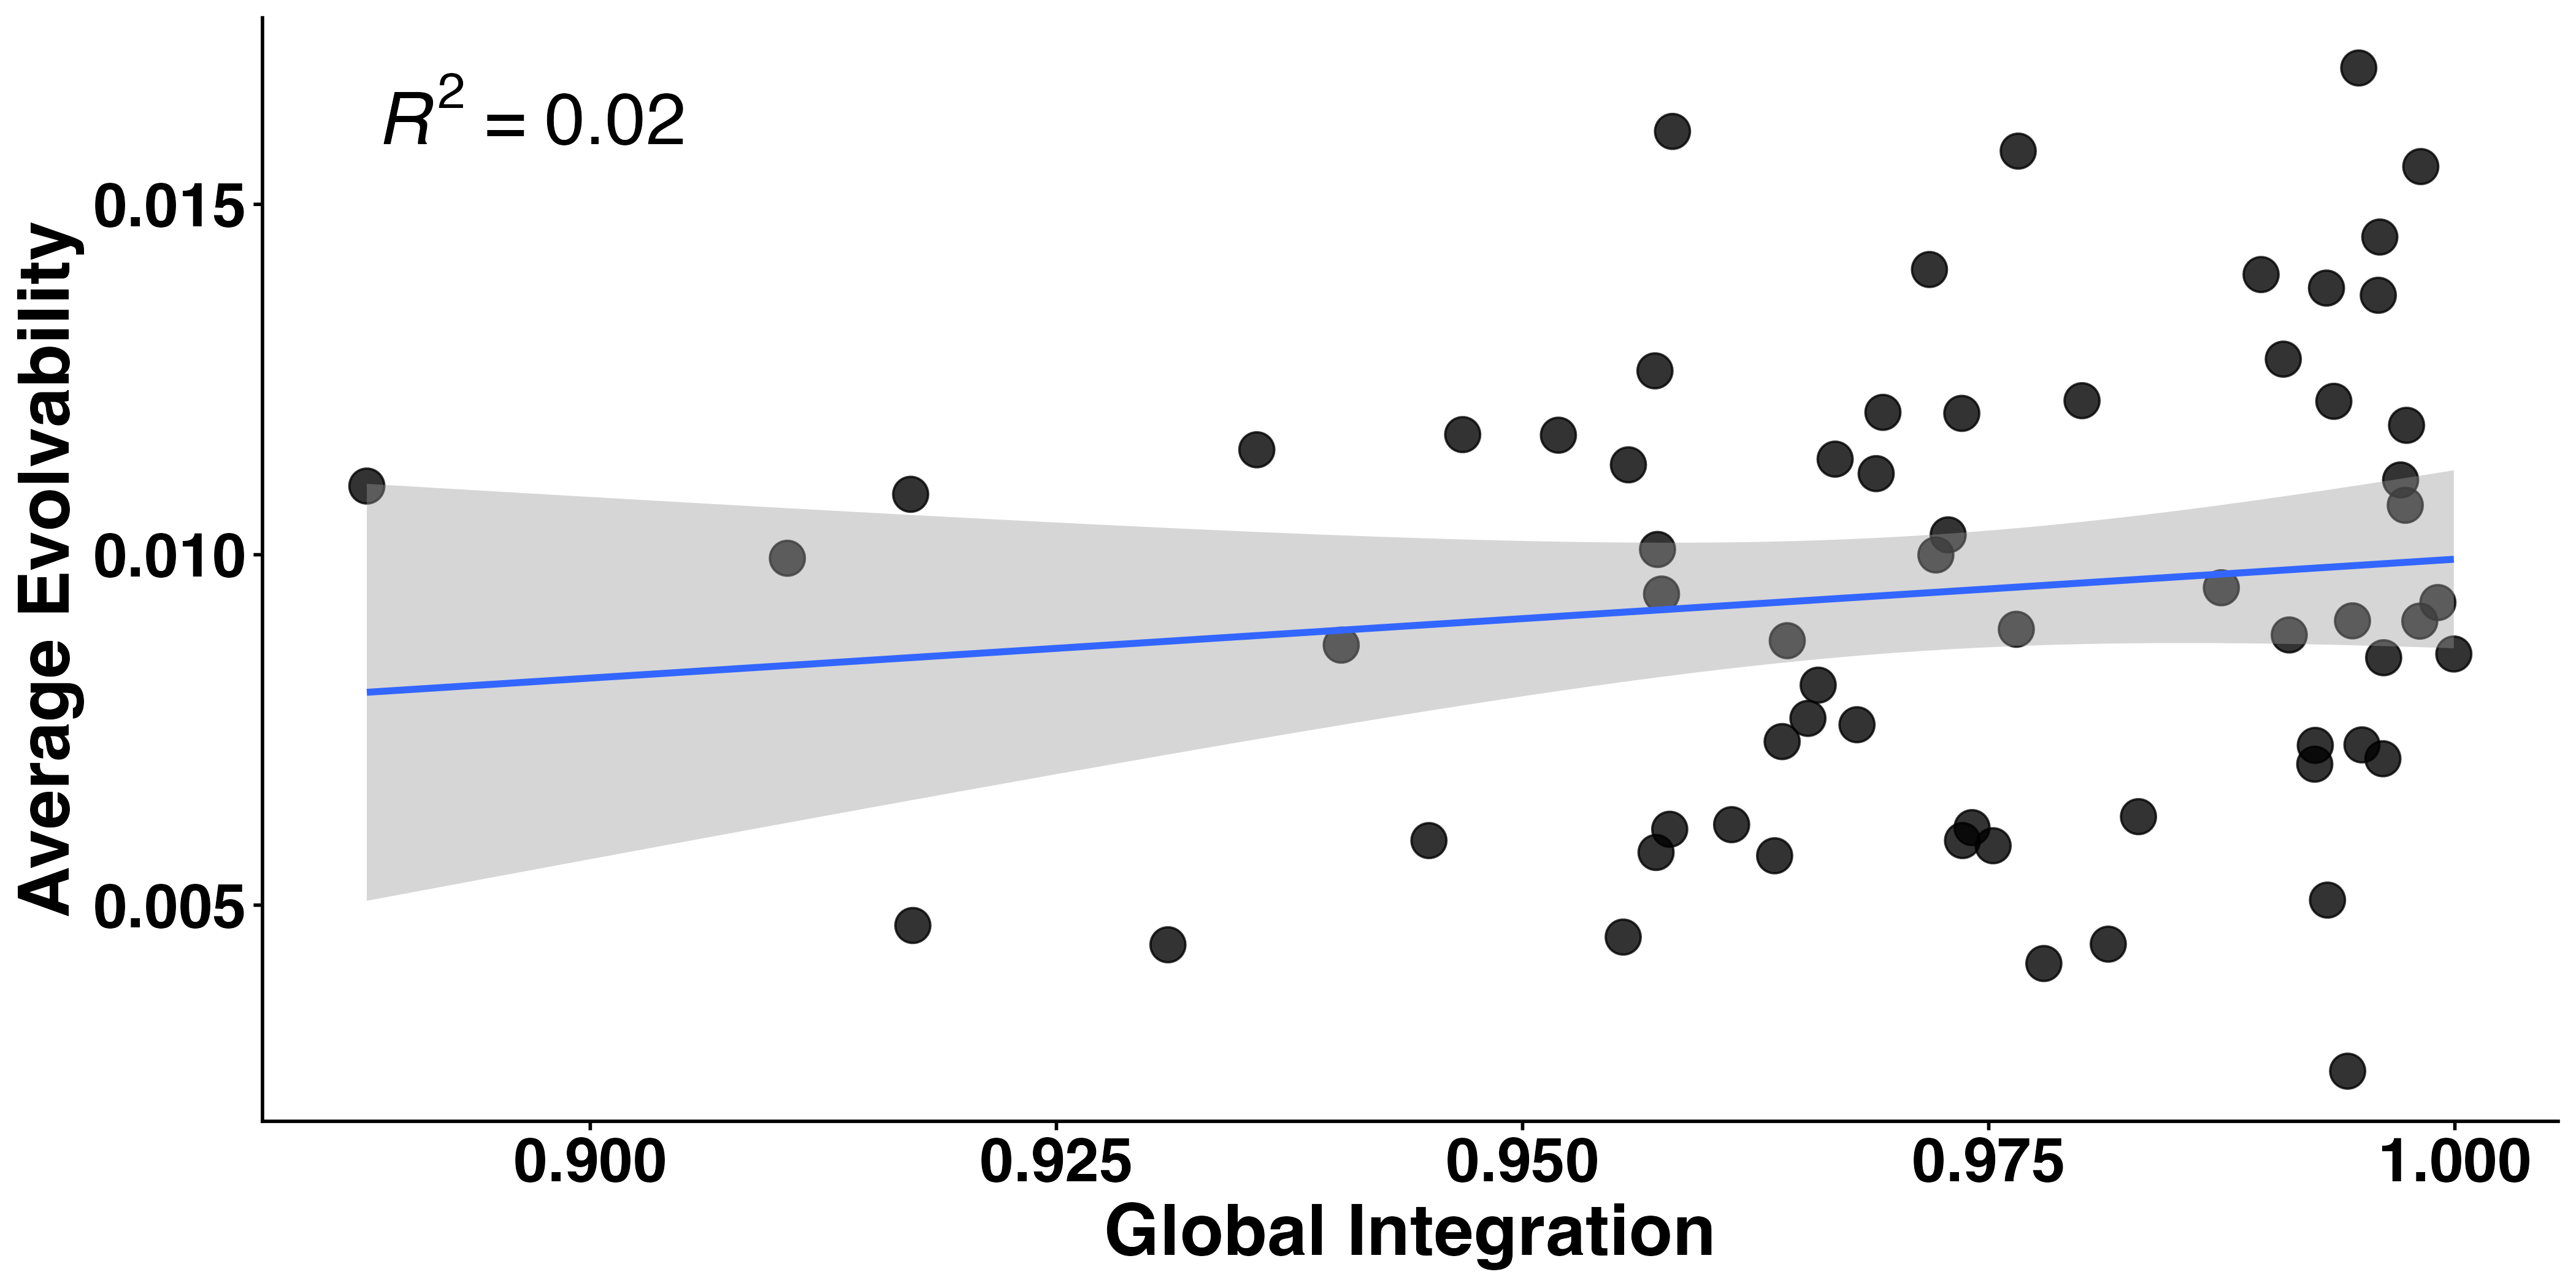 R² = 0.02
Average Evolvability
0.015
0.010
0.005
0.900 0.925 0.950 0.975 1.000
Global Integration